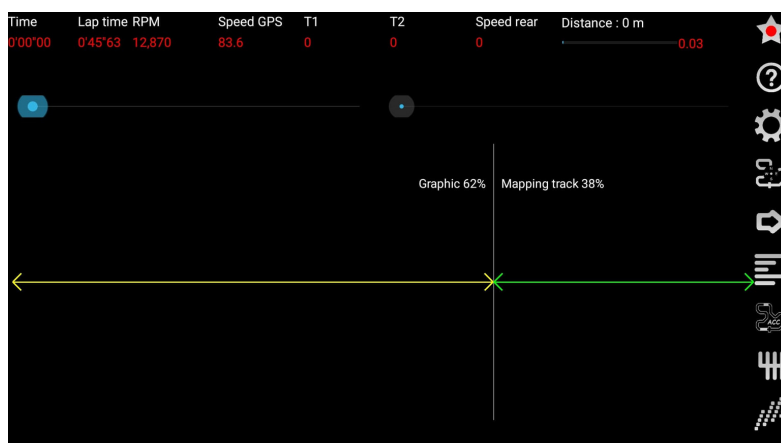 Time Lap time RPM Speed GPS T1 T2 Speed rear Distance : 0 m
0'00"00 0'45"63 12,870 83.6 0 0 0 0.03
Graphic 62% Mapping track 38%
ACC